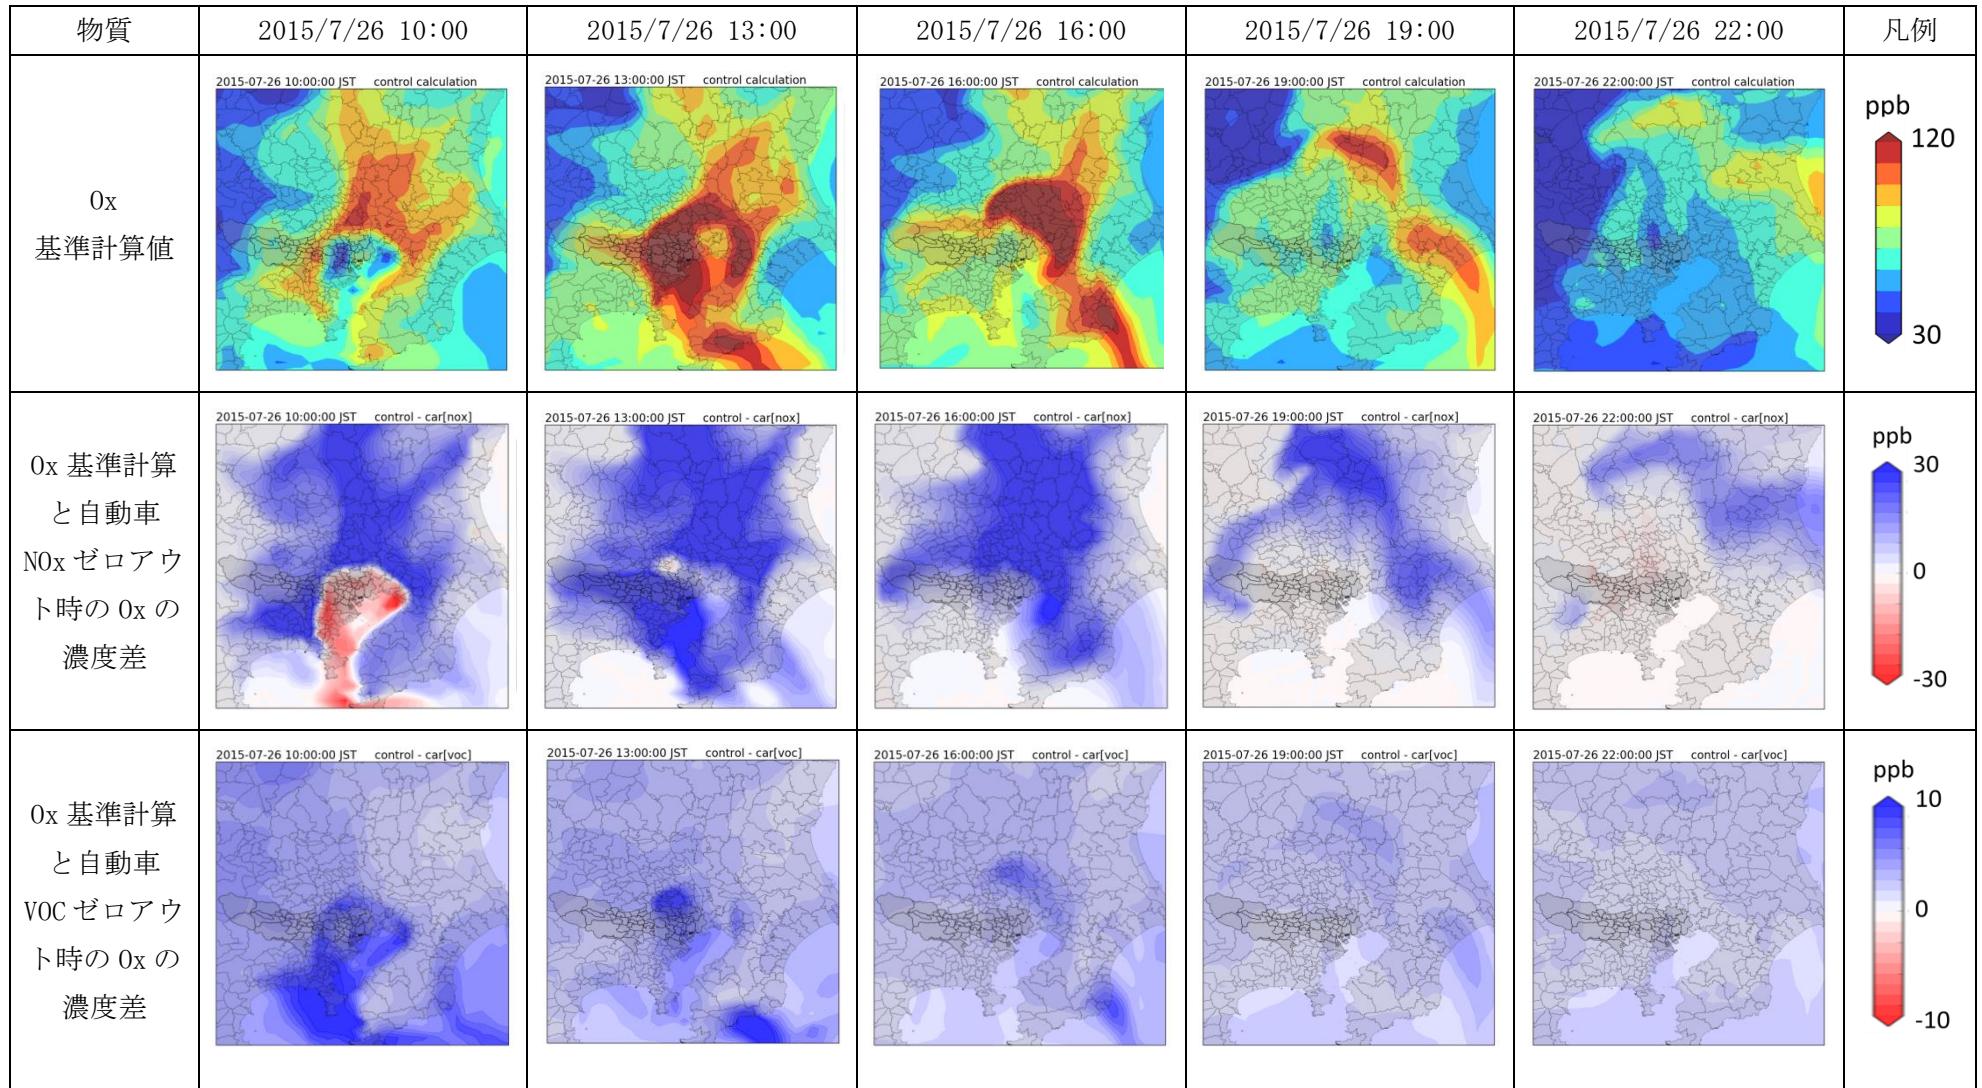 物質
2015/7/26 10:00
2015/7/26 13:00
2015/7/26 16:00
2015/7/26 19:00
2015/7/26 22:00
凡例
Ox
基準計算値
2015-07-26 10:00:00 JST control calculation
2015-07-26 13:00:00 JST control calculation
2015-07-26 16:00:00 JST control calculation
2015-07-26 19:00:00 JST control calculation
2015-07-26 22:00:00 JST control calculation
ppb
120
30
Ox 基準計算
と自動車
NOx ゼロアウ
ト時の Ox の
濃度差
2015-07-26 10:00:00 JST control - car[nox]
2015-07-26 13:00:00 JST control - car[nox]
2015-07-26 16:00:00 JST control - car[nox]
2015-07-26 19:00:00 JST control - car[nox]
2015-07-26 22:00:00 JST control - car[nox]
ppb
30
0
-30
Ox 基準計算
と自動車
VOC ゼロアウ
ト時の Ox の
濃度差
2015-07-26 10:00:00 JST control - car[voc]
2015-07-26 13:00:00 JST control - car[voc]
2015-07-26 16:00:00 JST control - car[voc]
2015-07-26 19:00:00 JST control - car[voc]
2015-07-26 22:00:00 JST control - car[voc]
ppb
10
0
-10